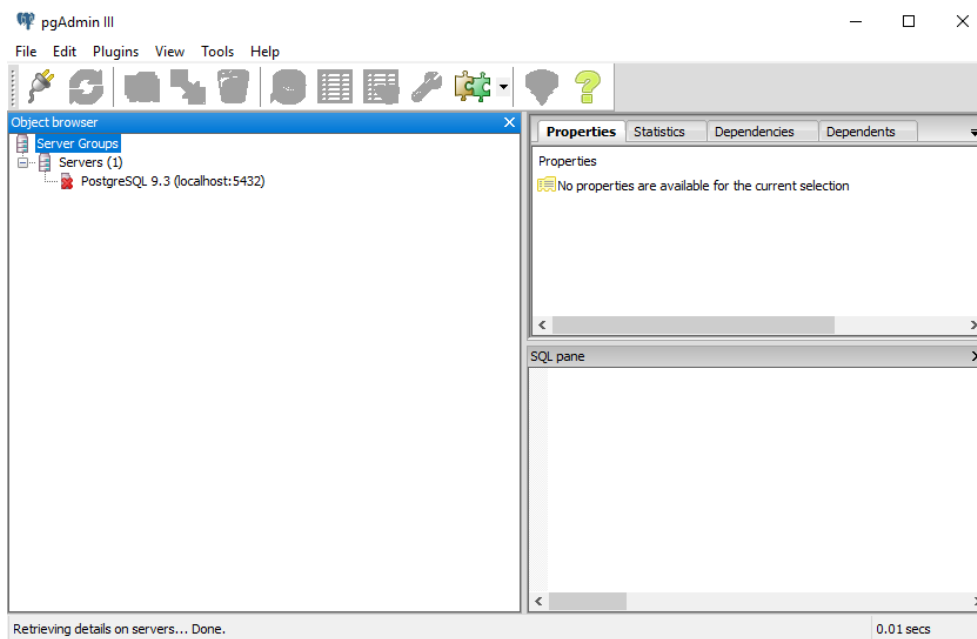 pgAdmin III
File Edit Plugins View Tools Help
Object browser
Server Groups
Servers (1)
PostgreSQL 9.3 (localhost:5432)
Properties Statistics Dependencies Dependents
Properties
No properties are available for the current selection
SQL pane
Retrieving details on servers... Done.
0.01 secs